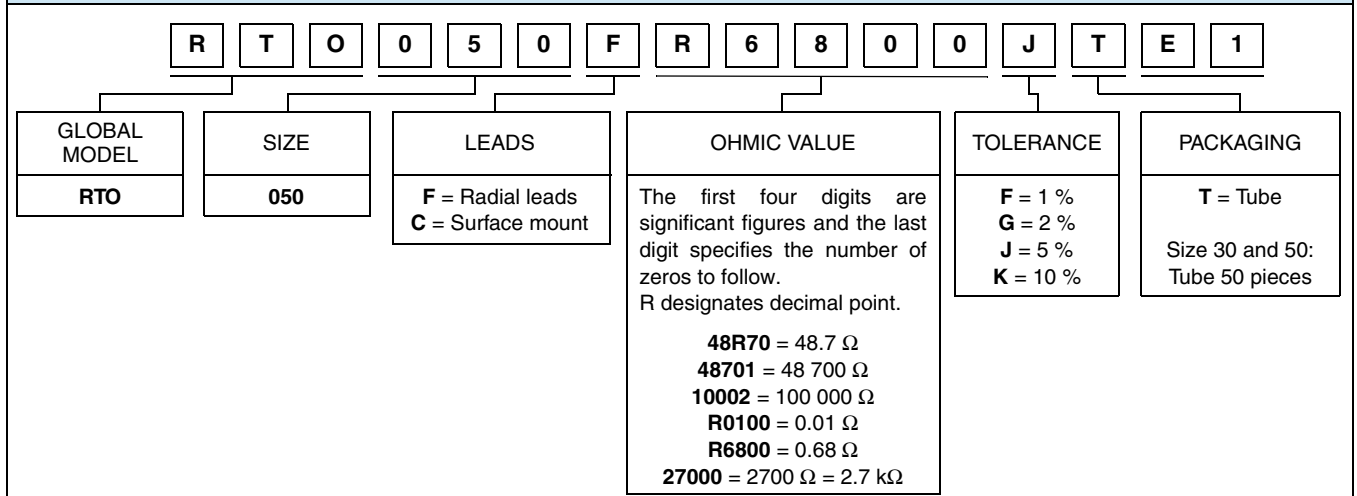 R T O 0 5 0 F R 6 8 0 0 J T E 1
GLOBAL
MODEL
RTO
SIZE
050
LEADS
F = Radial leads
C = Surface mount
OHMIC VALUE
The first four digits are
significant figures and the last
digit specifies the number of
zeros to follow.
R designates decimal point.
48R70 = 48.7 Ω
48701 = 48 700 Ω
10002 = 100 000 Ω
R0100 = 0.01 Ω
R6800 = 0.68 Ω
27000 = 2700 Ω = 2.7 kΩ
TOLERANCE
F = 1 %
G = 2 %
J = 5 %
K = 10 %
PACKAGING
T = Tube
Size 30 and 50:
Tube 50 pieces